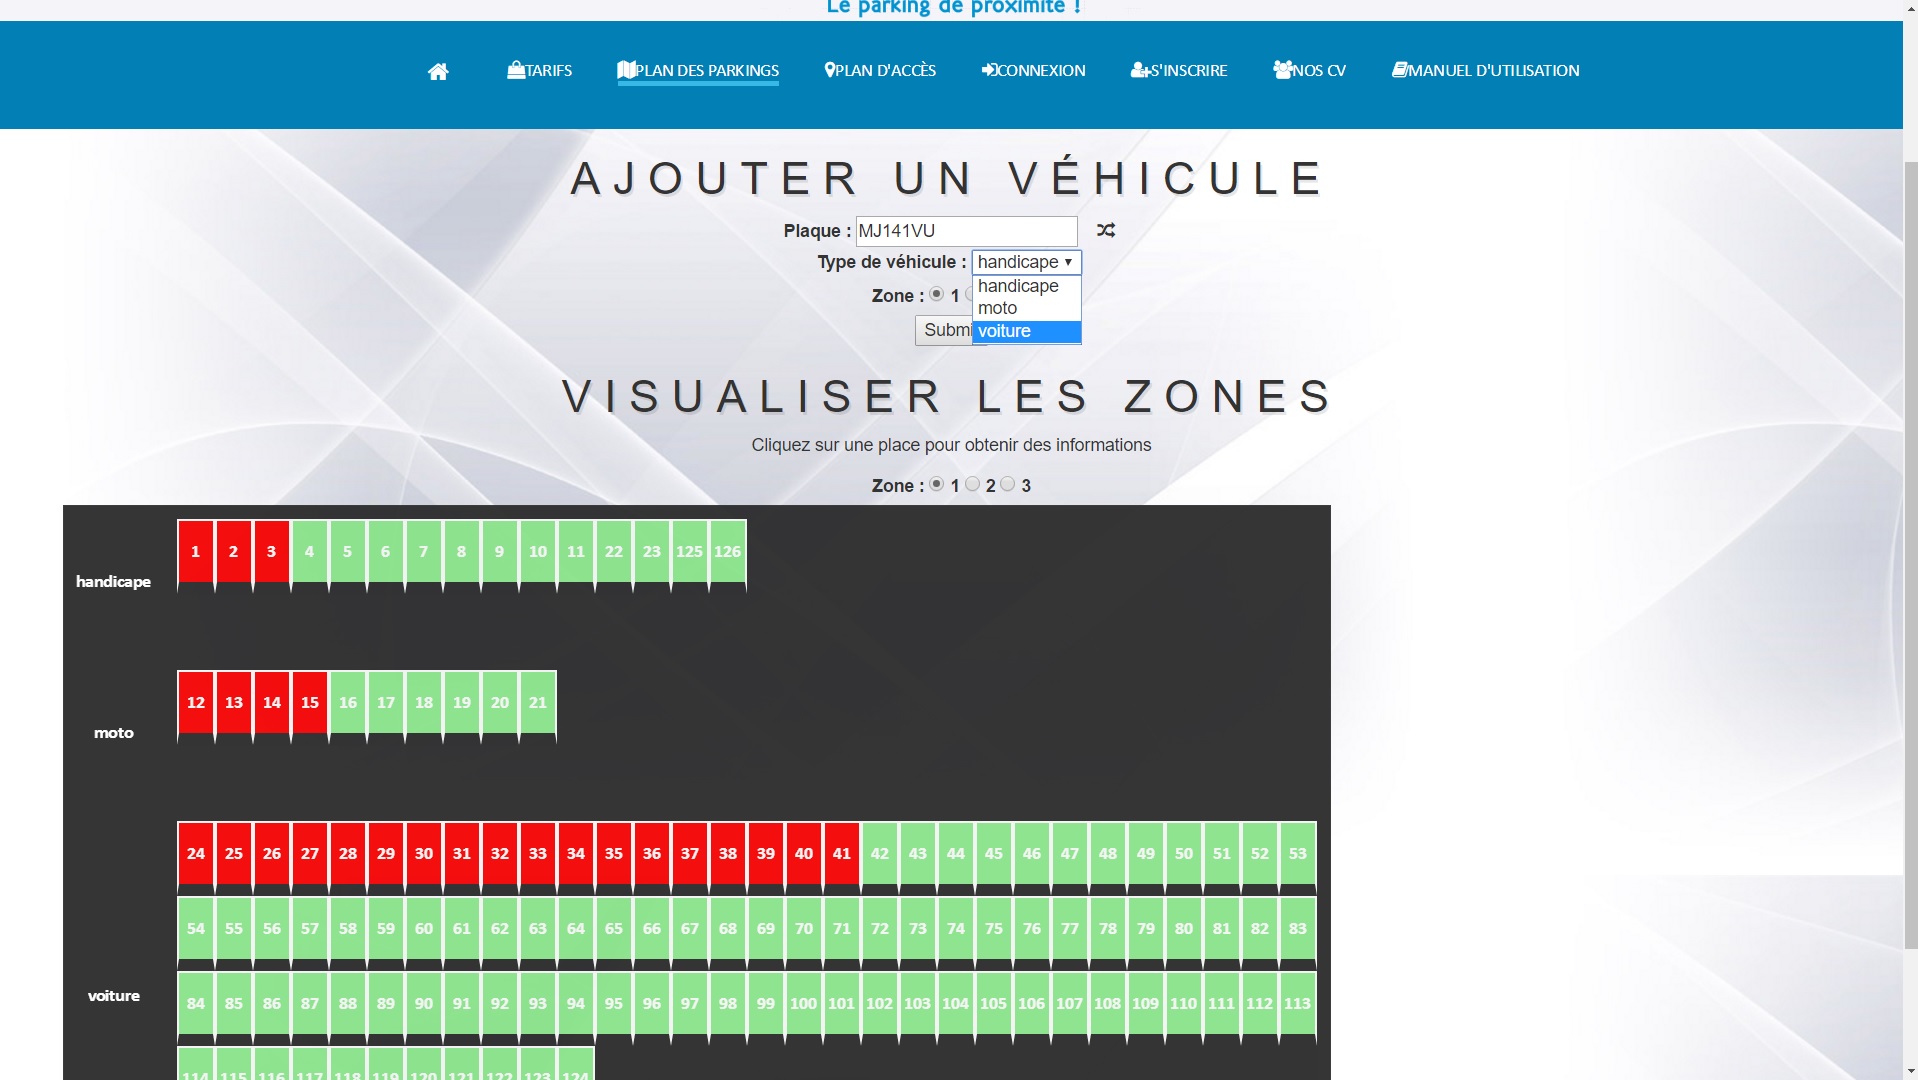 Le parking de proximité !
TARIFS PLAN DES PARKINGS PLAN D'ACCÈS CONNEXION S'INSCRIRE NOS CV MANUEL D'UTILISATION
AJOUTER UN VÉHICULE
Plaque : MJ141VU
Type de véhicule : handicape
handicape
Zone : 1
moto
Submi voiture
VISUALISER LES ZONES
Cliquez sur une place pour obtenir des informations
Zone : 1 2 3
1 2 3 4 5 6 7 8 9 10 11 22 23 125 126
handicape
12 13 14 15 16 17 18 19 20 21
moto
24 25 26 27 28 29 30 31 32 33 34 35 36 37 38 39 40 41 42 43 44 45 46 47 48 49 50 51 52 53
54 55 56 57 58 59 60 61 62 63 64 65 66 67 68 69 70 71 72 73 74 75 76 77 78 79 80 81 82 83
voiture
84 85 86 87 88 89 90 91 92 93 94 95 96 97 98 99 100 101 102 103 104 105 106 107 108 109 110 111 112 113
114 115 116 117 118 119 120 121 122 123 124